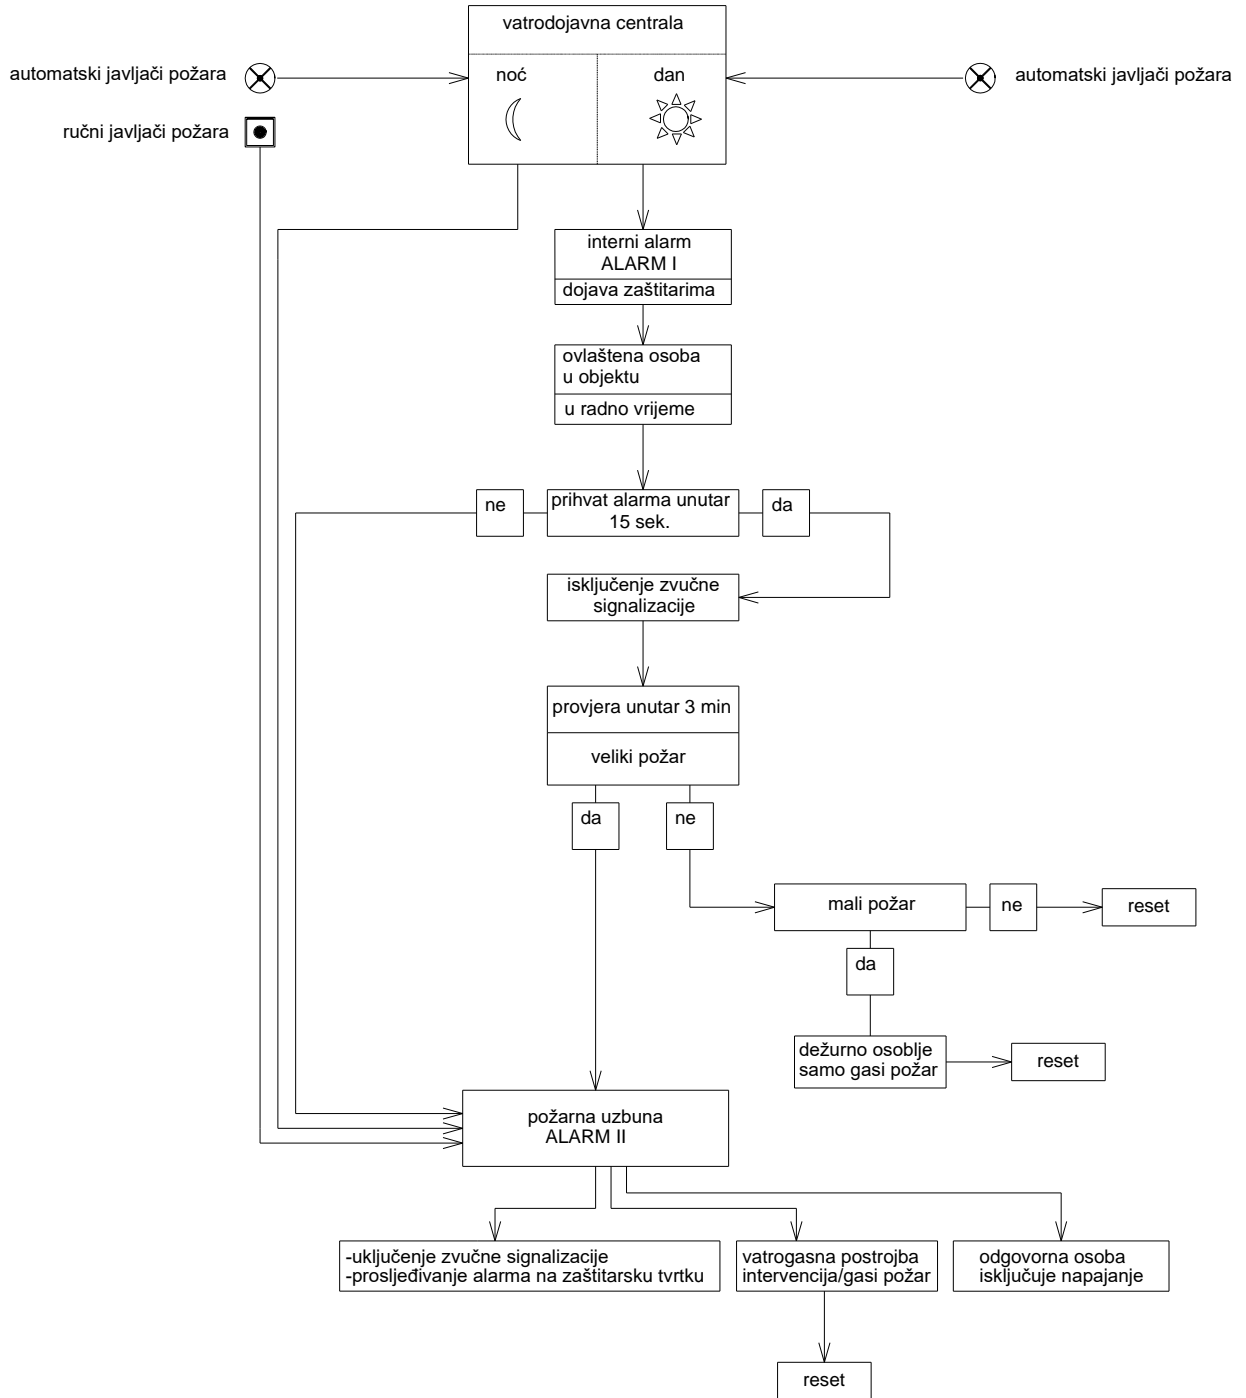 vatrodojavna centrala
automatski javljači požara
noć
dan
automatski javljači požara
ručni javljači požara
interni alarm
ALARM I
dojava zaštitarima
ovlaštena osoba
u objektu
u radno vrijeme
ne
prihvat alarma unutar
15 sek.
da
isključenje zvučne
signalizacije
provjera unutar 3 min
veliki požar
da
ne
mali požar
ne
reset
da
dežurno osoblje
samo gasi požar
reset
požarna uzbuna
ALARM II
-uključenje zvučne signalizacije
-prosljeđivanje alarma na zaštitarsku tvrtku
vatrogasna postrojba
intervencija/gasi požar
odgovorna osoba
isključuje napajanje
reset